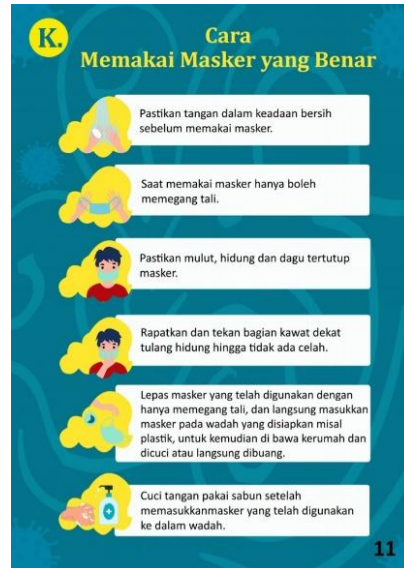 K.
Cara
Memakai Masker yang Benar
Pastikan tangan dalam keadaan bersih
sebelum memakai masker.
Saat memakai masker hanya boleh
memegang tali.
Pastikan mulut, hidung dan dagu tertutup
masker.
Rapatkan dan tekan bagian kawat dekat
tulang hidung hingga tidak ada celah.
Lepas masker yang telah digunakan dengan
hanya memegang tali, dan langsung masukkan
masker pada wadah yang disiapkan misal
plastik, untuk kemudian di bawa kerumah dan
dicuci atau langsung dibuang.
Cuci tangan pakai sabun setelah
memasukkanmasker yang telah digunakan
ke dalam wadah.
11